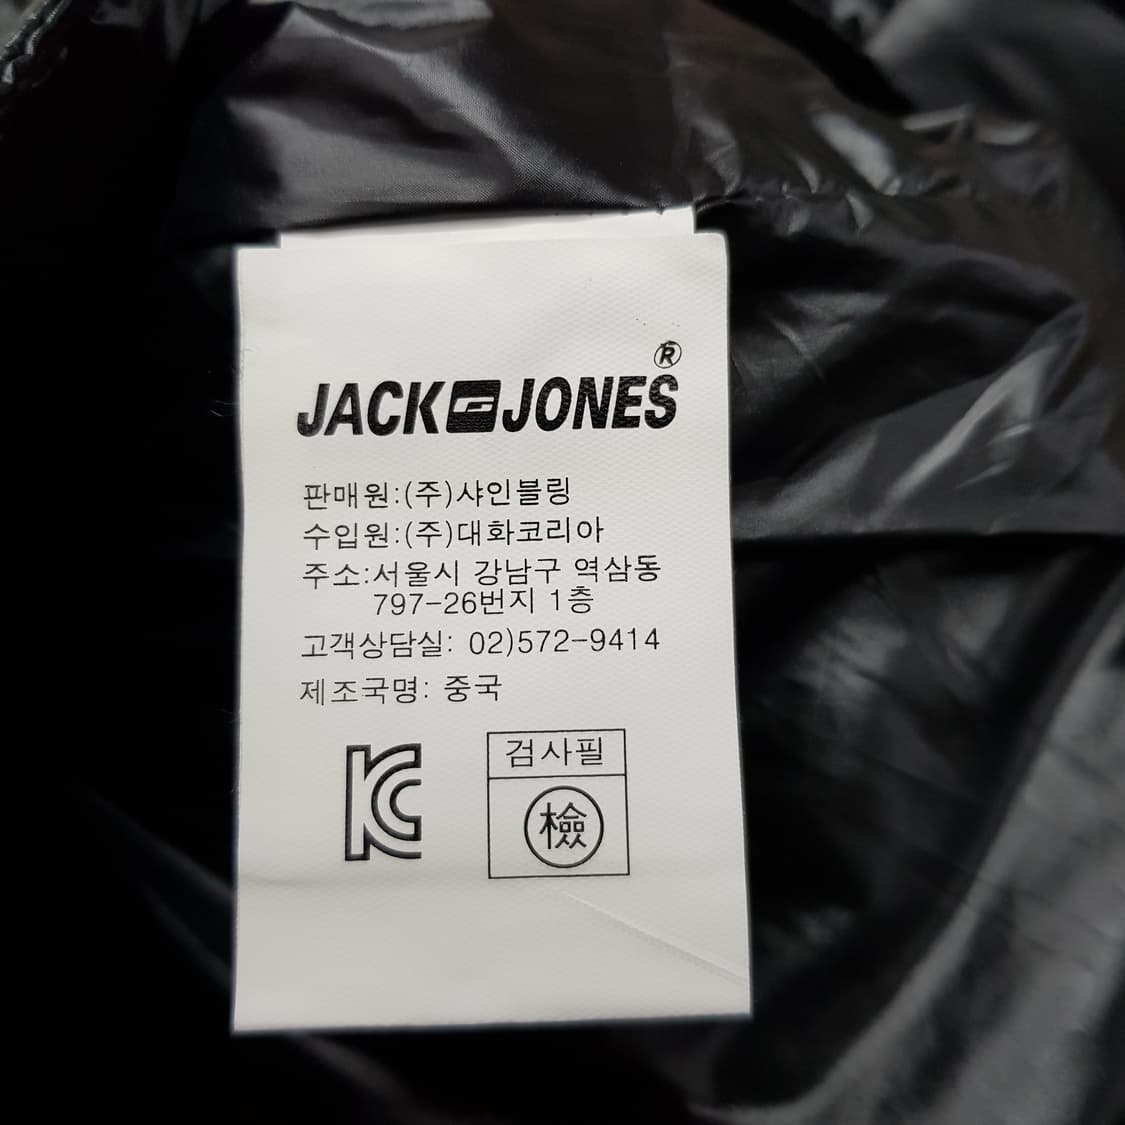 JACK JONES®
판매원:(주)샤인블링
수입원:(주)대화코리아
주소:서울시 강남구 역삼동
797-26번지 1층
고객상담실: 02)572-9414
제조국명: 중국
KC
검사필
檢